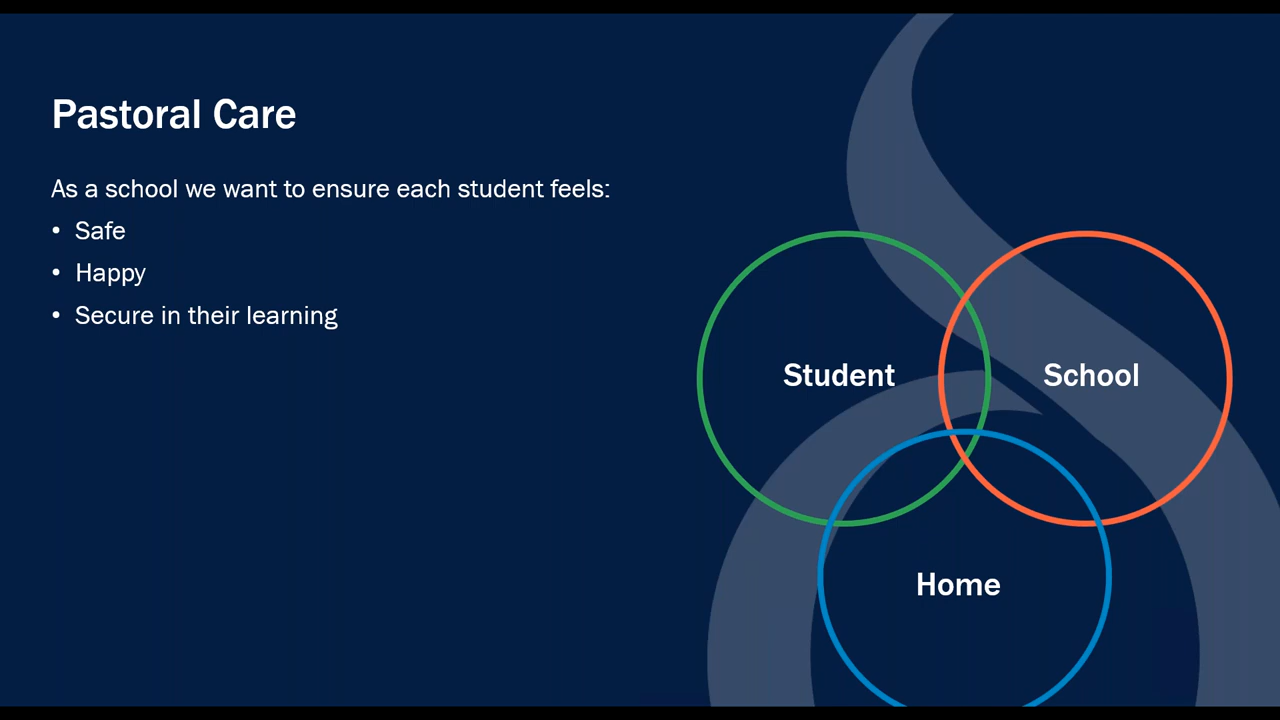 Pastoral Care
As a school we want to ensure each student feels:
• Safe
• Happy
• Secure in their learning
Student
School
Home